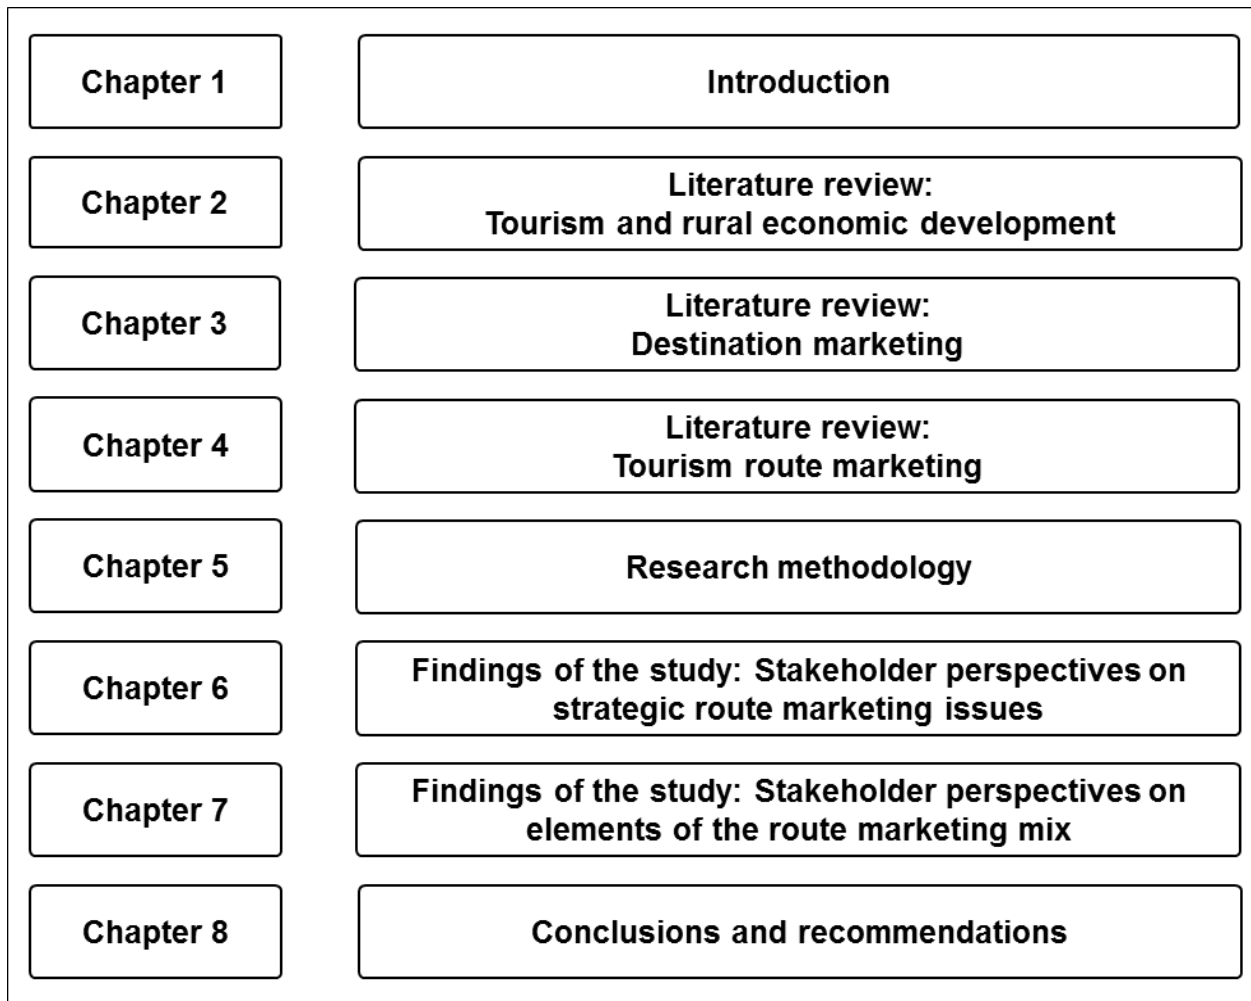 Chapter 1
Introduction
Chapter 2
Literature review:
Tourism and rural economic development
Chapter 3
Literature review:
Destination marketing
Chapter 4
Literature review:
Tourism route marketing
Chapter 5
Research methodology
Chapter 6
Findings of the study: Stakeholder perspectives on
strategic route marketing issues
Chapter 7
Findings of the study: Stakeholder perspectives on
elements of the route marketing mix
Chapter 8
Conclusions and recommendations